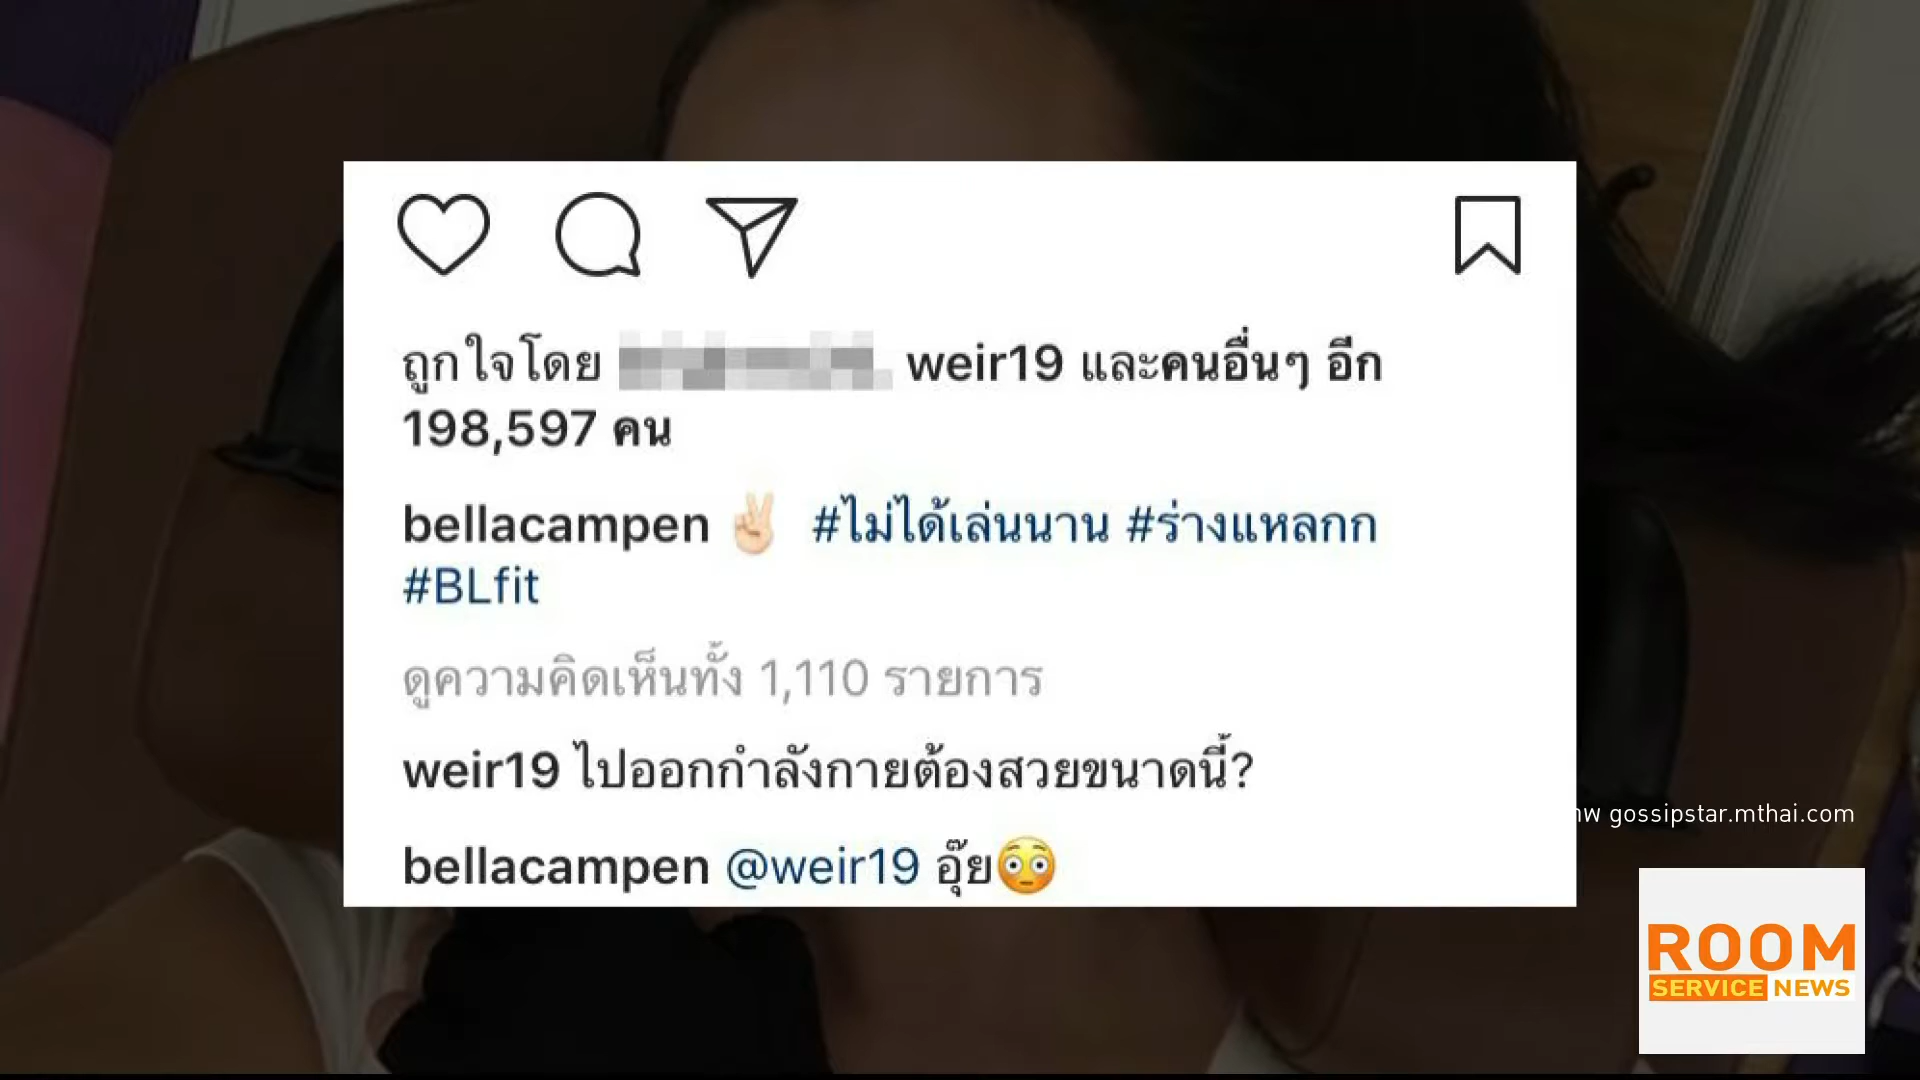 ถูกใจโดย weir19 และคนอื่นๆ อีก
198,597 คน
bellacampen ✌🏻 #ไม่ได้เล่นนาน #ร่างแหลกก
#BLfit
ดูความคิดเห็นทั้ง 1,110 รายการ
weir19 ไปออกกำลังกายต้องสวยขนาดนี้?
bellacampen @weir19 อุ๊ย😳
gossipstar.mthai.com
ROOM
SERVICE NEWS